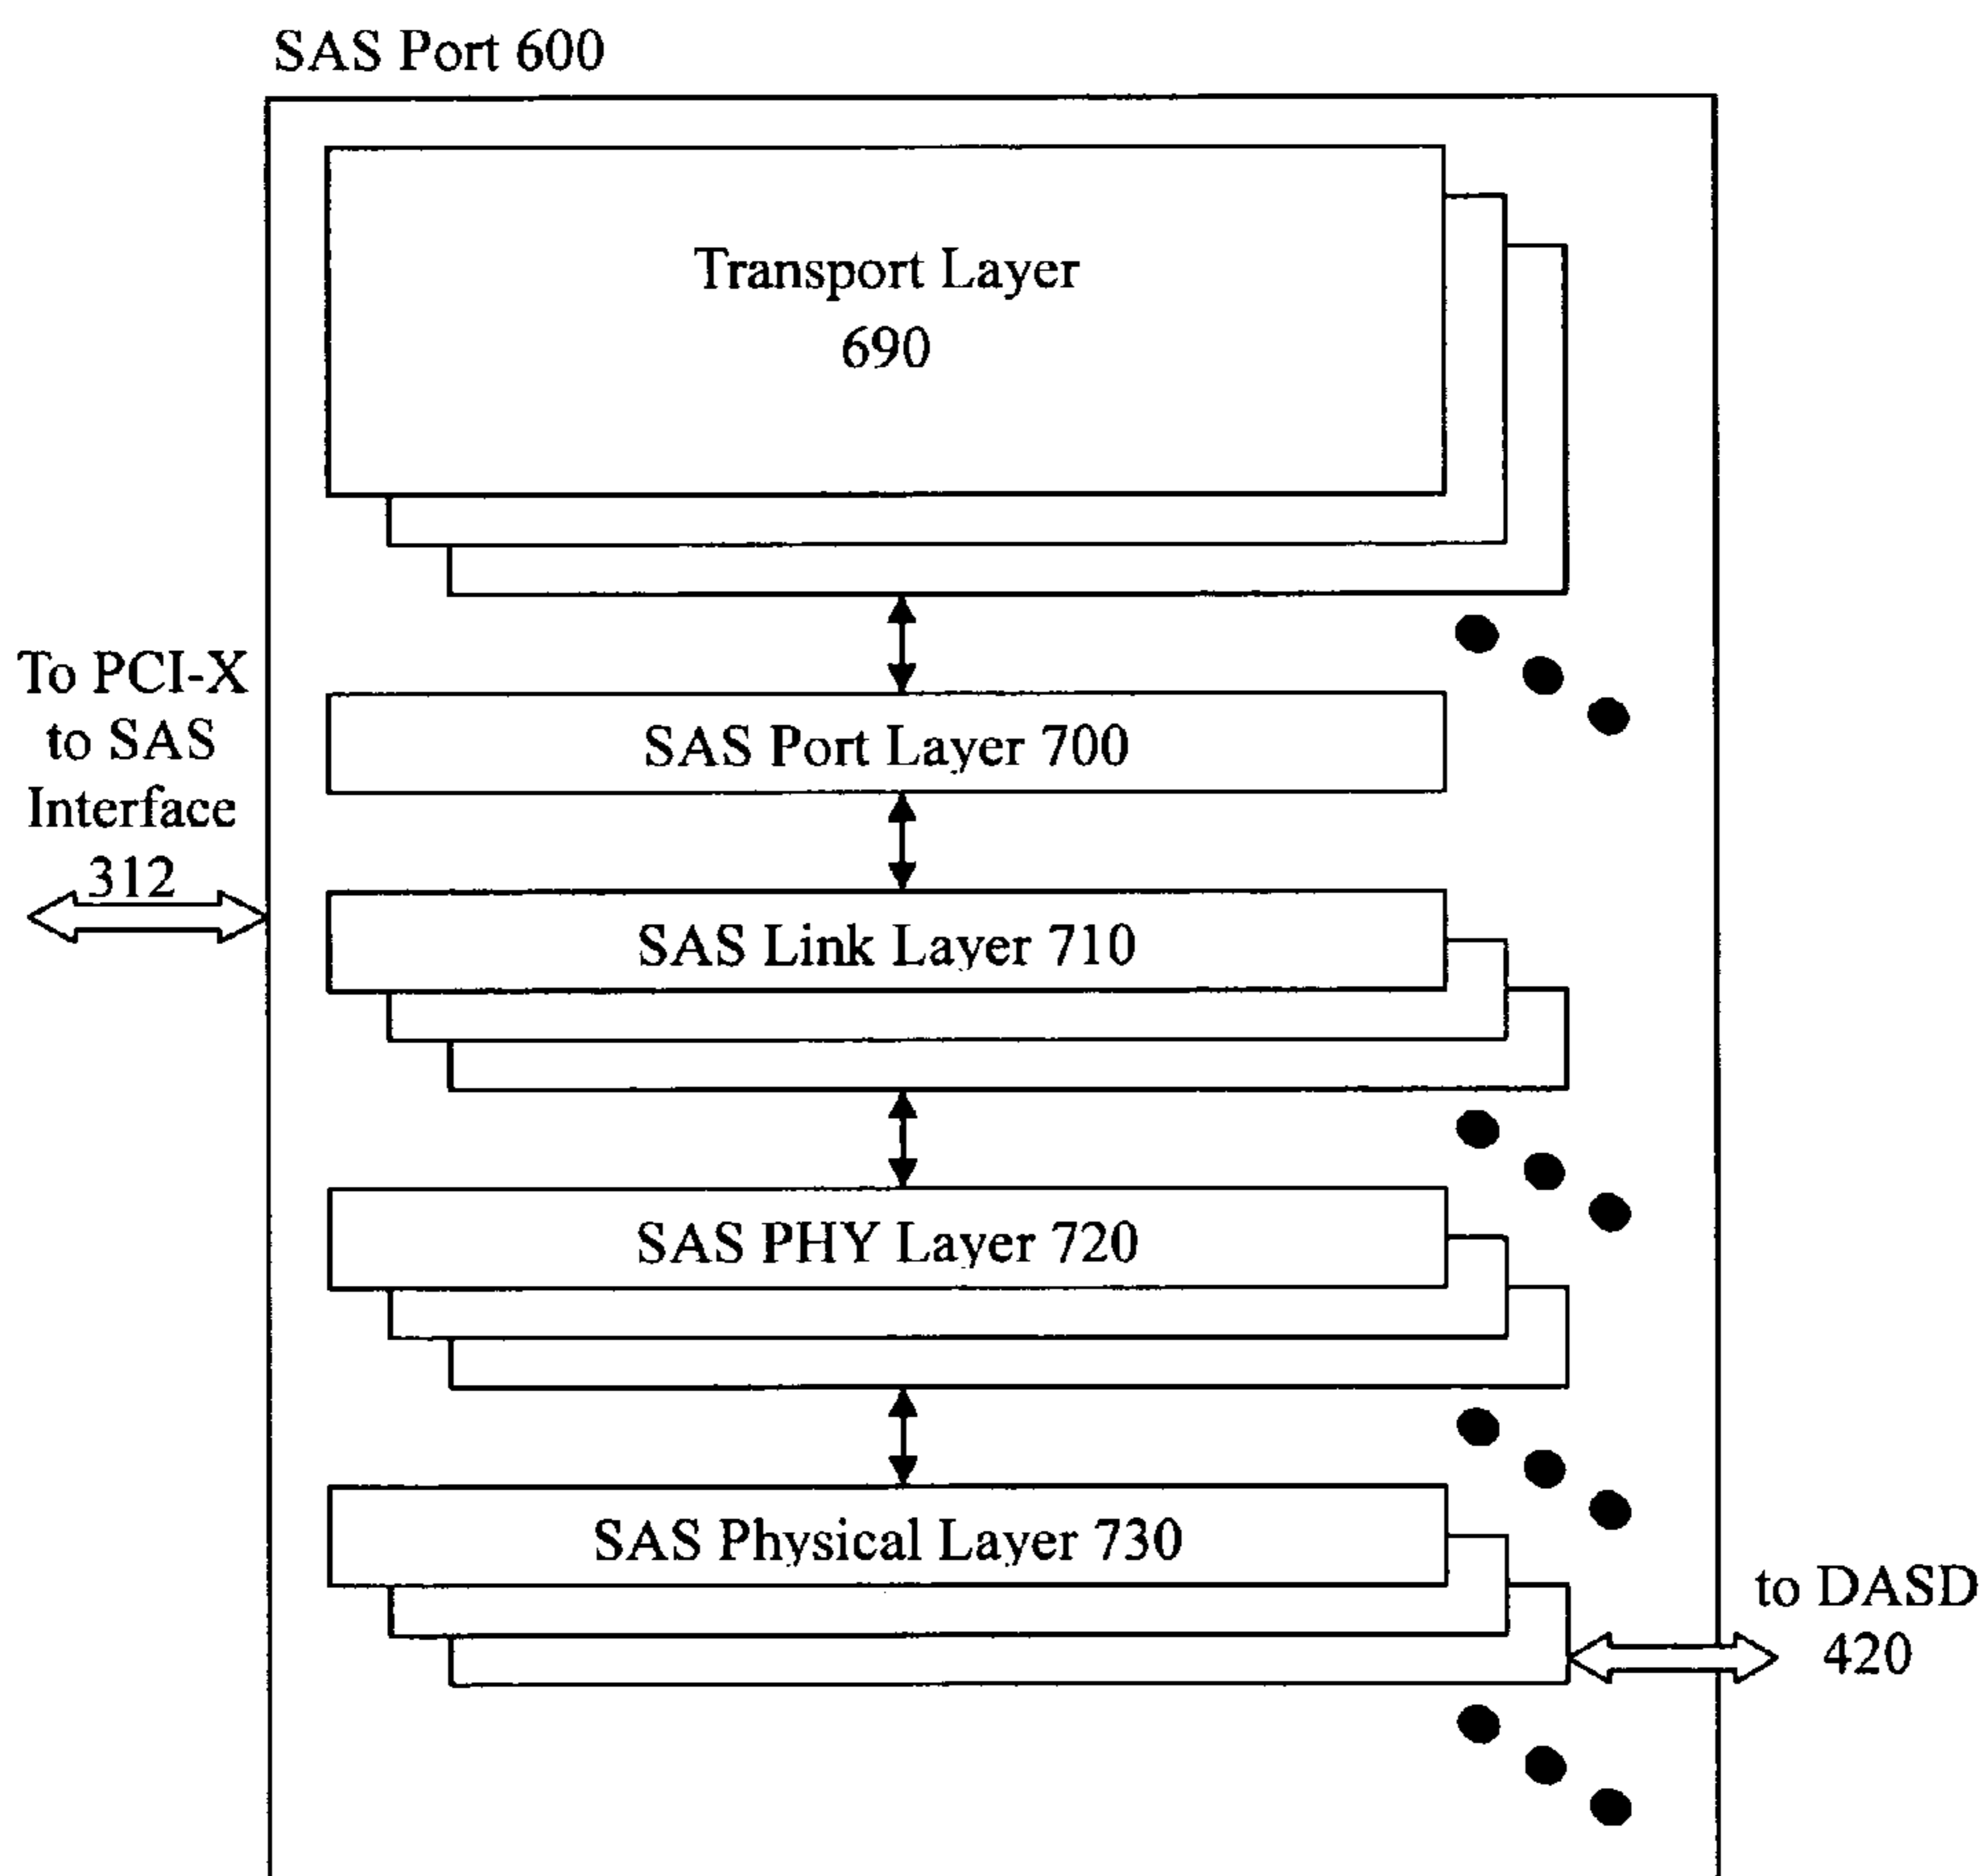 SAS Port 600
Transport Layer
690
To PCI-X
to SAS
Interface
312
SAS Port Layer 700
SAS Link Layer 710
SAS PHY Layer 720
SAS Physical Layer 730
to DASD
420